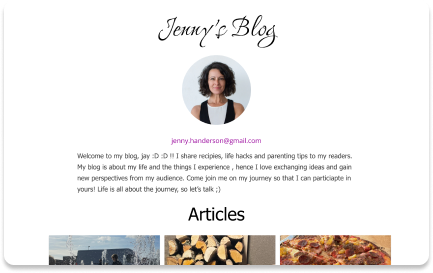 Jenny's Blog
jenny.handerson@gmail.com
Welcome to my blog, jay :D :D !! I share recipies, life hacks and parenting tips to my readers.
My blog is about my life and the things I experience , hence I love exchanging ideas and gain
new perspectives from my audience. Come join me on my journey so that I can particiapte in
yours! Life is all about the journey, so let's talk ;)
Articles